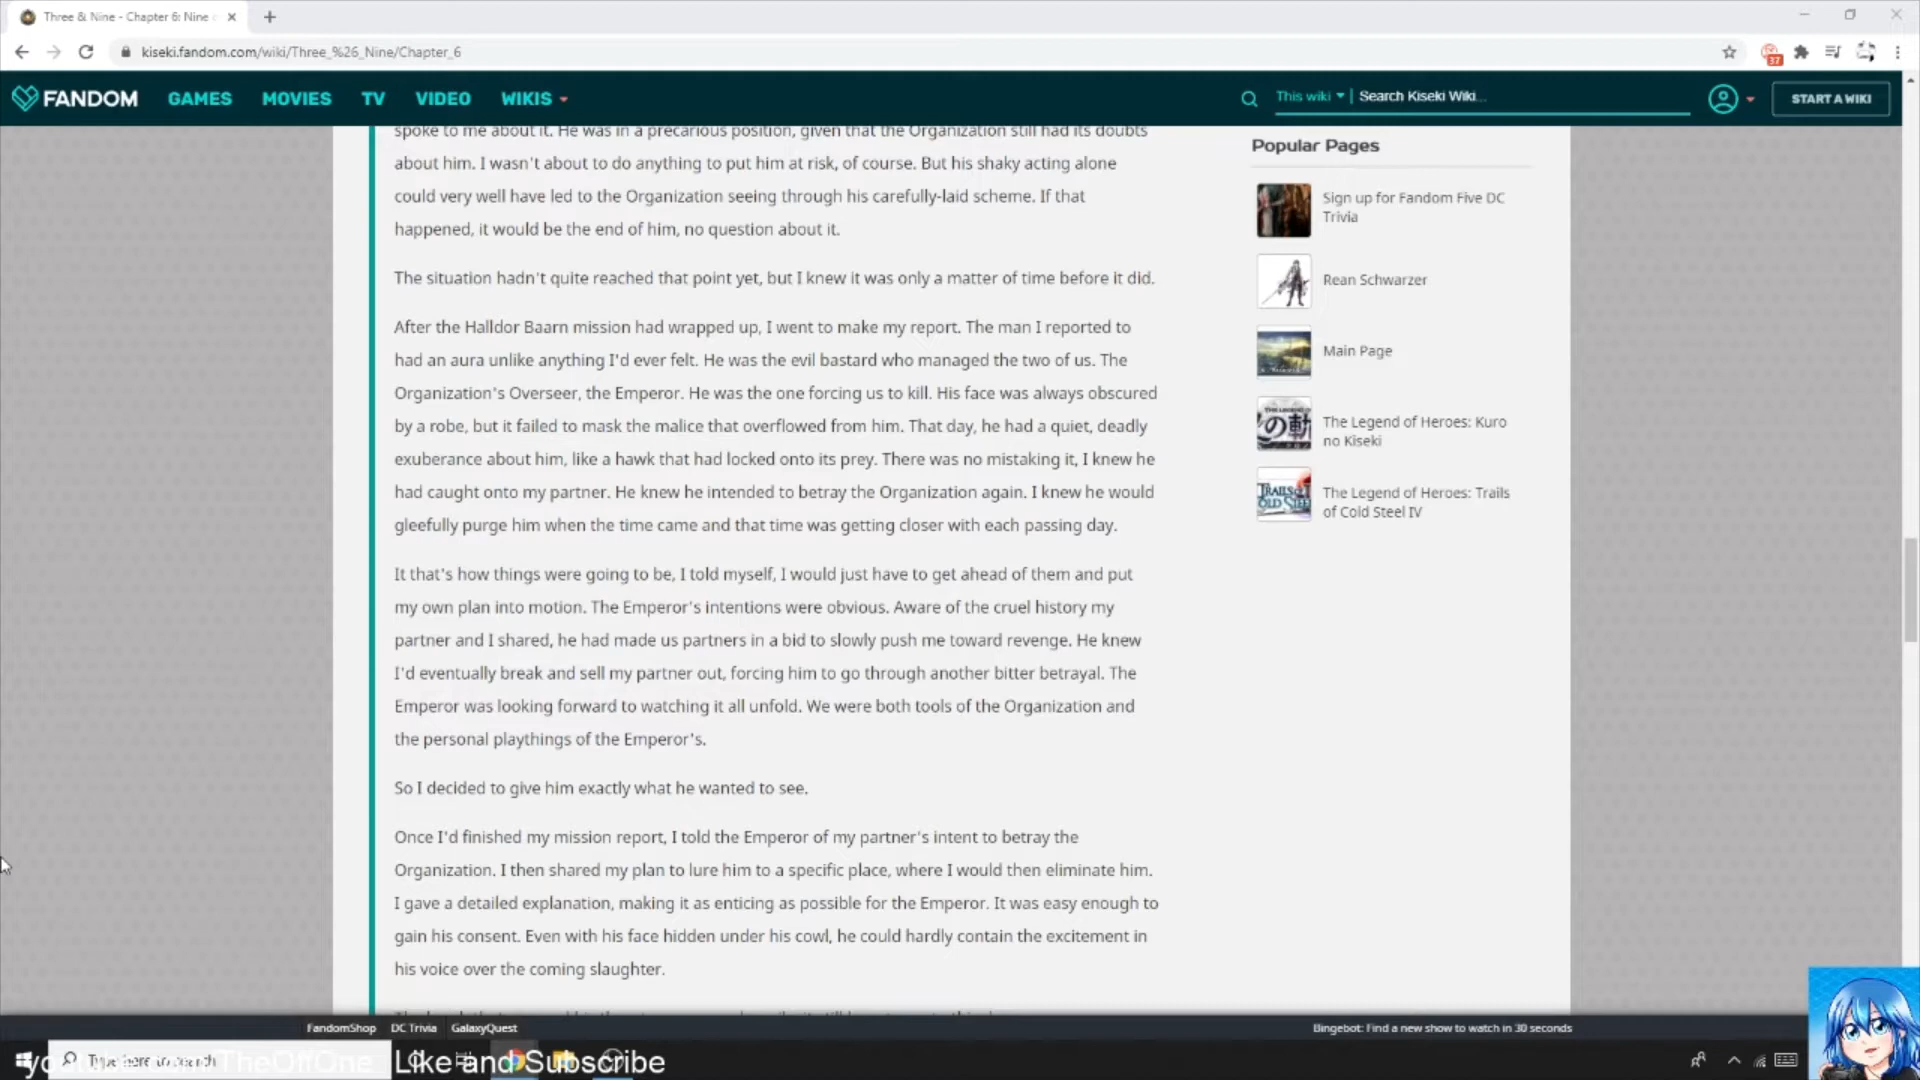 Three & Nine - Chapter 6: Nine
kiseki.fandom.com/wiki/Three_%26_Nine/Chapter_6
37
FANDOM GAMES MOVIES TV VIDEO WIKIS
This wiki Search Kiseki Wiki...
START A WIKI
spoke to me about it. He was in a precarious position, given that the Organization still had its doubts
about him. I wasn't about to do anything to put him at risk, of course. But his shaky acting alone
could very well have led to the Organization seeing through his carefully-laid scheme. If that
happened, it would be the end of him, no question about it.
The situation hadn't quite reached that point yet, but I knew it was only a matter of time before it did.
After the Halldor Baarn mission had wrapped up, I went to make my report. The man I reported to
had an aura unlike anything I'd ever felt. He was the evil bastard who managed the two of us. The
Organization's Overseer, the Emperor. He was the one forcing us to kill. His face was always obscured
by a robe, but it failed to mask the malice that overflowed from him. That day, he had a quiet, deadly
exuberance about him, like a hawk that had locked onto its prey. There was no mistaking it, I knew he
had caught onto my partner. He knew he intended to betray the Organization again. I knew he would
gleefully purge him when the time came and that time was getting closer with each passing day.
It that's how things were going to be, I told myself, I would just have to get ahead of them and put
my own plan into motion. The Emperor's intentions were obvious. Aware of the cruel history my
partner and I shared, he had made us partners in a bid to slowly push me toward revenge. He knew
I'd eventually break and sell my partner out, forcing him to go through another bitter betrayal. The
Emperor was looking forward to watching it all unfold. We were both tools of the Organization and
the personal playthings of the Emperor's.
So I decided to give him exactly what he wanted to see.
Once I'd finished my mission report, I told the Emperor of my partner's intent to betray the
Organization. I then shared my plan to lure him to a specific place, where I would then eliminate him.
I gave a detailed explanation, making it as enticing as possible for the Emperor. It was easy enough to
gain his consent. Even with his face hidden under his cowl, he could hardly contain the excitement in
his voice over the coming slaughter.
Popular Pages
Sign up for Fandom Five DC
Trivia
Rean Schwarzer
Main Page
The Legend of Heroes: Kuro
no Kiseki
の軌
The Legend of Heroes: Trails
of Cold Steel IV
TRAILS
OLD STEEL
FandomShop DC Trivia GalaxyQuest
Bingebot: Find a new show to watch in 30 seconds
Type here to search
youtube.com TheOffOne Like and Subscribe